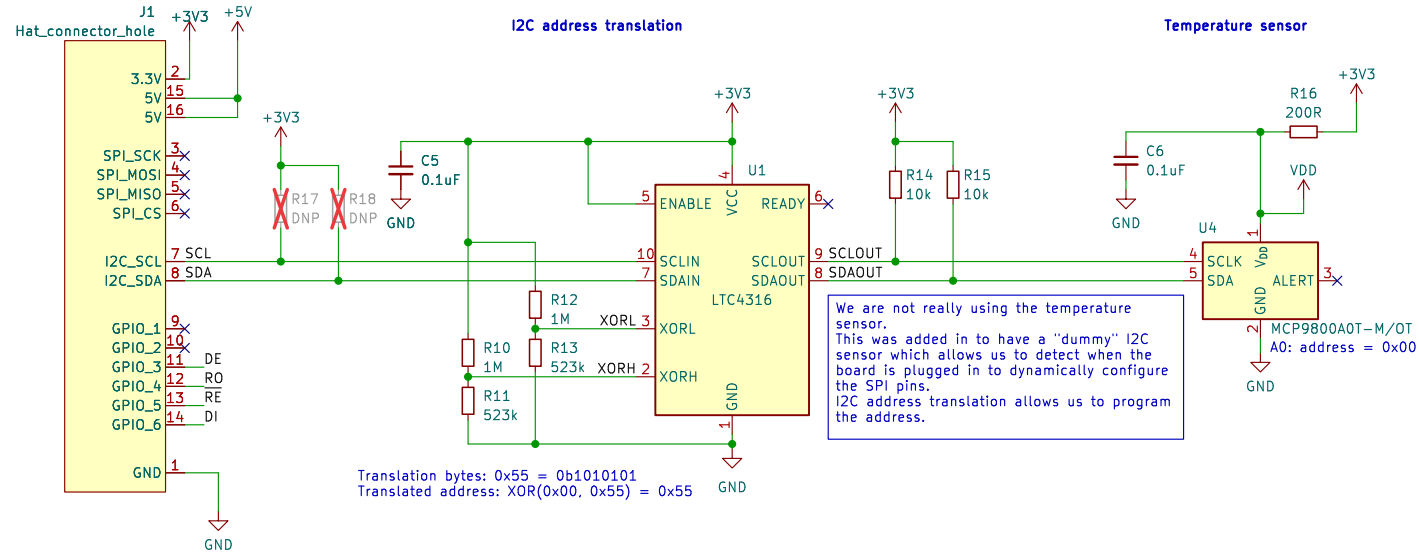 I2C address translation
Temperature sensor
J1
Hat_connector_hole
+3V3
+5V
3.3V 2
5V 15
5V 16
SPI_SCK 3
SPI_MOSI 4
SPI_MISO 5
SPI_CS 6
I2C_SCL 7 SCL
I2C_SDA 8 SDA
GPIO_1 9
GPIO_2 10
GPIO_3 11 DE
GPIO_4 12 RO
GPIO_5 13 RE
GPIO_6 14 DI
GND 1
GND
+3V3
R17
DNP
R18
DNP
C5
0.1uF
GND
R12
1M
R13
523k
R10
1M
R11
523k
XORL
XORH
+3V3
U1
4
VCC
5 ENABLE
READY 6
10 SCLIN
SCLOUT 9 SCLOUT
7 SDAIN
SDAOUT 8 SDAOUT
LTC4316
3 XORL
2 XORH
GND
1
GND
+3V3
R14
10k
R15
10k
We are not really using the temperature
sensor.
This was added in to have a "dummy" I2C
sensor which allows us to detect when the
board is plugged in to dynamically configure
the SPI pins.
I2C address translation allows us to program
the address.
Translation bytes: 0x55 = 0b1010101
Translated address: XOR(0x00, 0x55) = 0x55
+3V3
R16
200R
C6
0.1uF
GND
VDD
U4
1
VDD
4 SCLK
5 SDA
ALERT 3
GND
2
MCP9800A0T-M/OT
A0: address = 0x00
GND